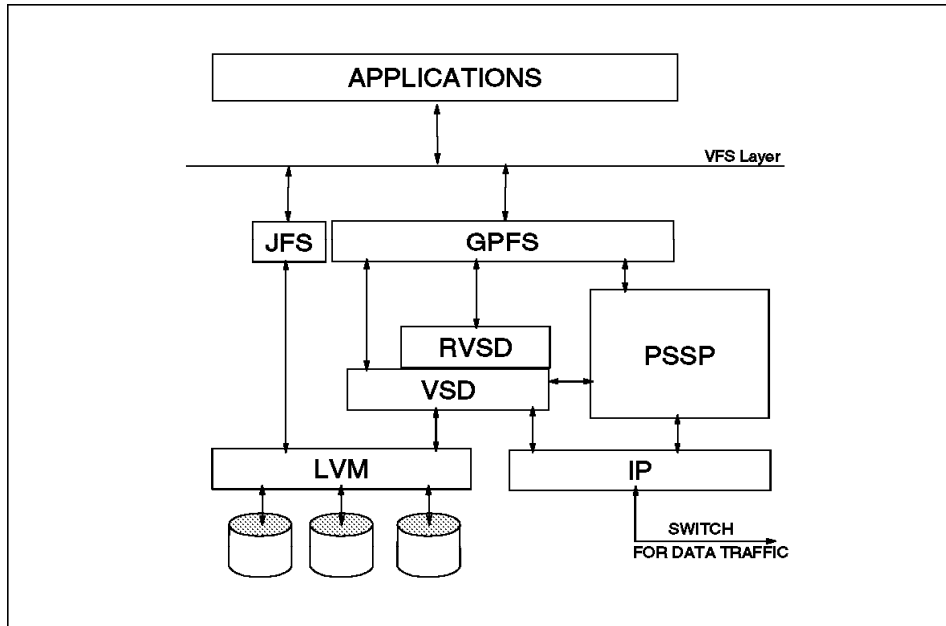 APPLICATIONS
VFS Layer
JFS
GPFS
RVSD
PSSP
VSD
LVM
IP
SWITCH
FOR DATA TRAFFIC